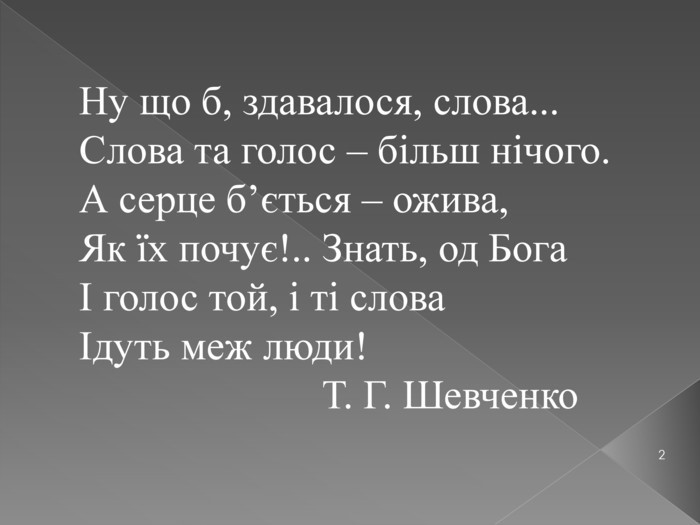 Ну що б, здавалося, слова...
Слова та голос – більш нічого.
А серце б’ється – ожива,
Як їх почує!.. Знать, од Бога
І голос той, і ті слова
Ідуть меж люди!
Т. Г. Шевченко
2